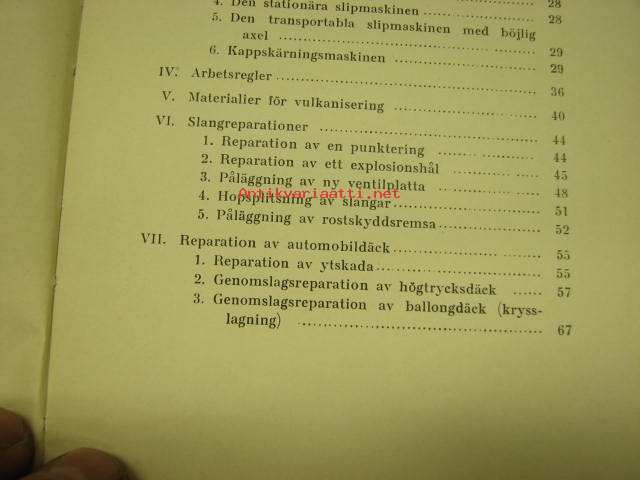 4. Den stationära slipmaskinen 28
5. Den transportabla slipmaskinen med böjlig 28
axel 29
6. Kappskärningsmaskinen 29
IV. Arbetsregler 36
V. Materialier för vulkanisering 40
VI. Slangreparationer 44
1. Reparation av en punktering 44
2. Reparation av ett explosionshål 45
3. Påläggning av ny ventilplatta 48
Antikvariaatti.net
4. Hopsplitsning av slangar 51
5. Påläggning av rostskyddsremsa 52
VII. Reparation av automobildäck 55
1. Reparation av ytskada 55
2. Genomslagsreparation av högtrycksdäck 57
3. Genomslagsreparation av ballongdäck (kryss-
lagning) 67